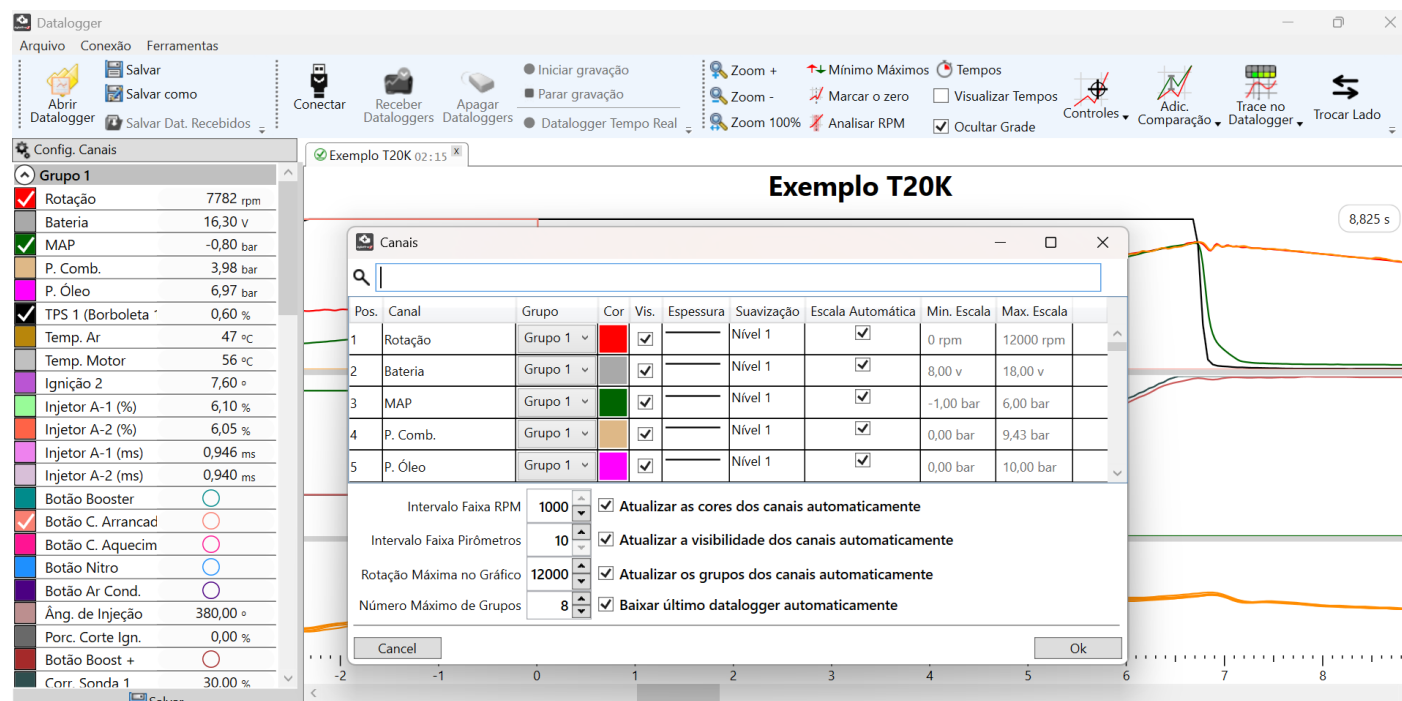 Datalogger
Arquivo Conexão Ferramentas
Abrir Datalogger
Salvar
Salvar como
Salvar Dat. Recebidos
Conectar
Receber Dataloggers
Apagar Dataloggers
Iniciar gravação
Parar gravação
Datalogger Tempo Real
Zoom +
Zoom -
Zoom 100%
Mínimo Máximos
Marcar o zero
Analisar RPM
Tempos
Visualizar Tempos
Ocultar Grade
Controles
Adic. Comparação
Trace no Datalogger
Trocar Lado
Config. Canais
Grupo 1
Rotação 7782 rpm
Bateria 16,30 v
MAP -0,80 bar
P. Comb. 3,98 bar
P. Óleo 6,97 bar
TPS 1 (Borboleta 0,60 %
Temp. Ar 47 ºC
Temp. Motor 56 ºC
Ignição 2 7,60 º
Injetor A-1 (%) 6,10 %
Injetor A-2 (%) 6,05 %
Injetor A-1 (ms) 0,946 ms
Injetor A-2 (ms) 0,940 ms
Botão Booster
Botão C. Arrancad
Botão C. Aquecim
Botão Nitro
Botão Ar Cond.
Âng. de Injeção 380,00 º
Porc. Corte Ign. 0,00 %
Botão Boost +
Corr. Sonda 1 30,00 %
Salvar
Exemplo T20K 02:15 x
Exemplo T20K
8,825 s
Canais
Pos. Canal Grupo Cor Vis. Espessura Suavização Escala Automática Min. Escala Max. Escala
1 Rotação Grupo 1 Nível 1 0 rpm 12000 rpm
2 Bateria Grupo 1 Nível 1 8,00 v 18,00 v
3 MAP Grupo 1 Nível 1 -1,00 bar 6,00 bar
4 P. Comb. Grupo 1 Nível 1 0,00 bar 9,43 bar
5 P. Óleo Grupo 1 Nível 1 0,00 bar 10,00 bar
Intervalo Faixa RPM 1000 Atualizar as cores dos canais automaticamente
Intervalo Faixa Pirômetros 10 Atualizar a visibilidade dos canais automaticamente
Rotação Máxima no Gráfico 12000 Atualizar os grupos dos canais automaticamente
Número Máximo de Grupos 8 Baixar último datalogger automaticamente
Cancel Ok
-2 -1 0 1 2 3 4 5 6 7 8